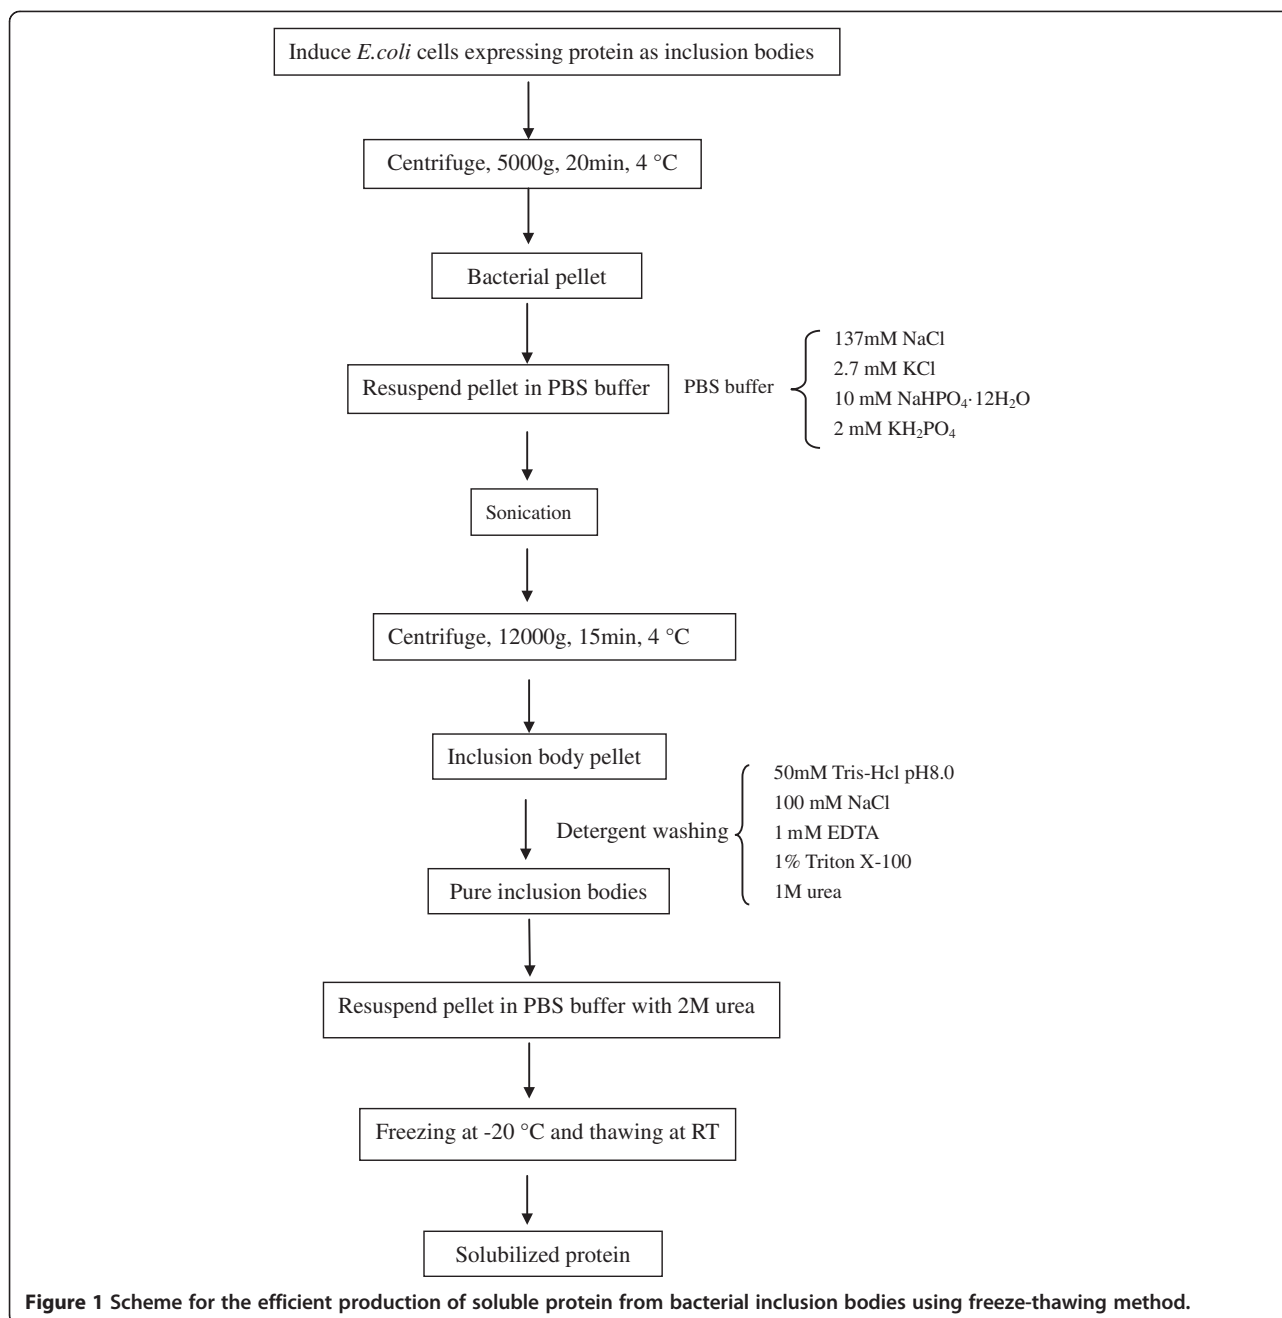 Induce E.coli cells expressing protein as inclusion bodies
Centrifuge, 5000g, 20min, 4 °C
Bacterial pellet
Resuspend pellet in PBS buffer
PBS buffer
137mM NaCl
2.7 mM KCl
10 mM NaHPO₄·12H₂O
2 mM KH₂PO₄
Sonication
Centrifuge, 12000g, 15min, 4 °C
Inclusion body pellet
Detergent washing
50mM Tris-Hcl pH8.0
100 mM NaCl
1 mM EDTA
1% Triton X-100
1M urea
Pure inclusion bodies
Resuspend pellet in PBS buffer with 2M urea
Freezing at -20 °C and thawing at RT
Solubilized protein
Figure 1 Scheme for the efficient production of soluble protein from bacterial inclusion bodies using freeze-thawing method.